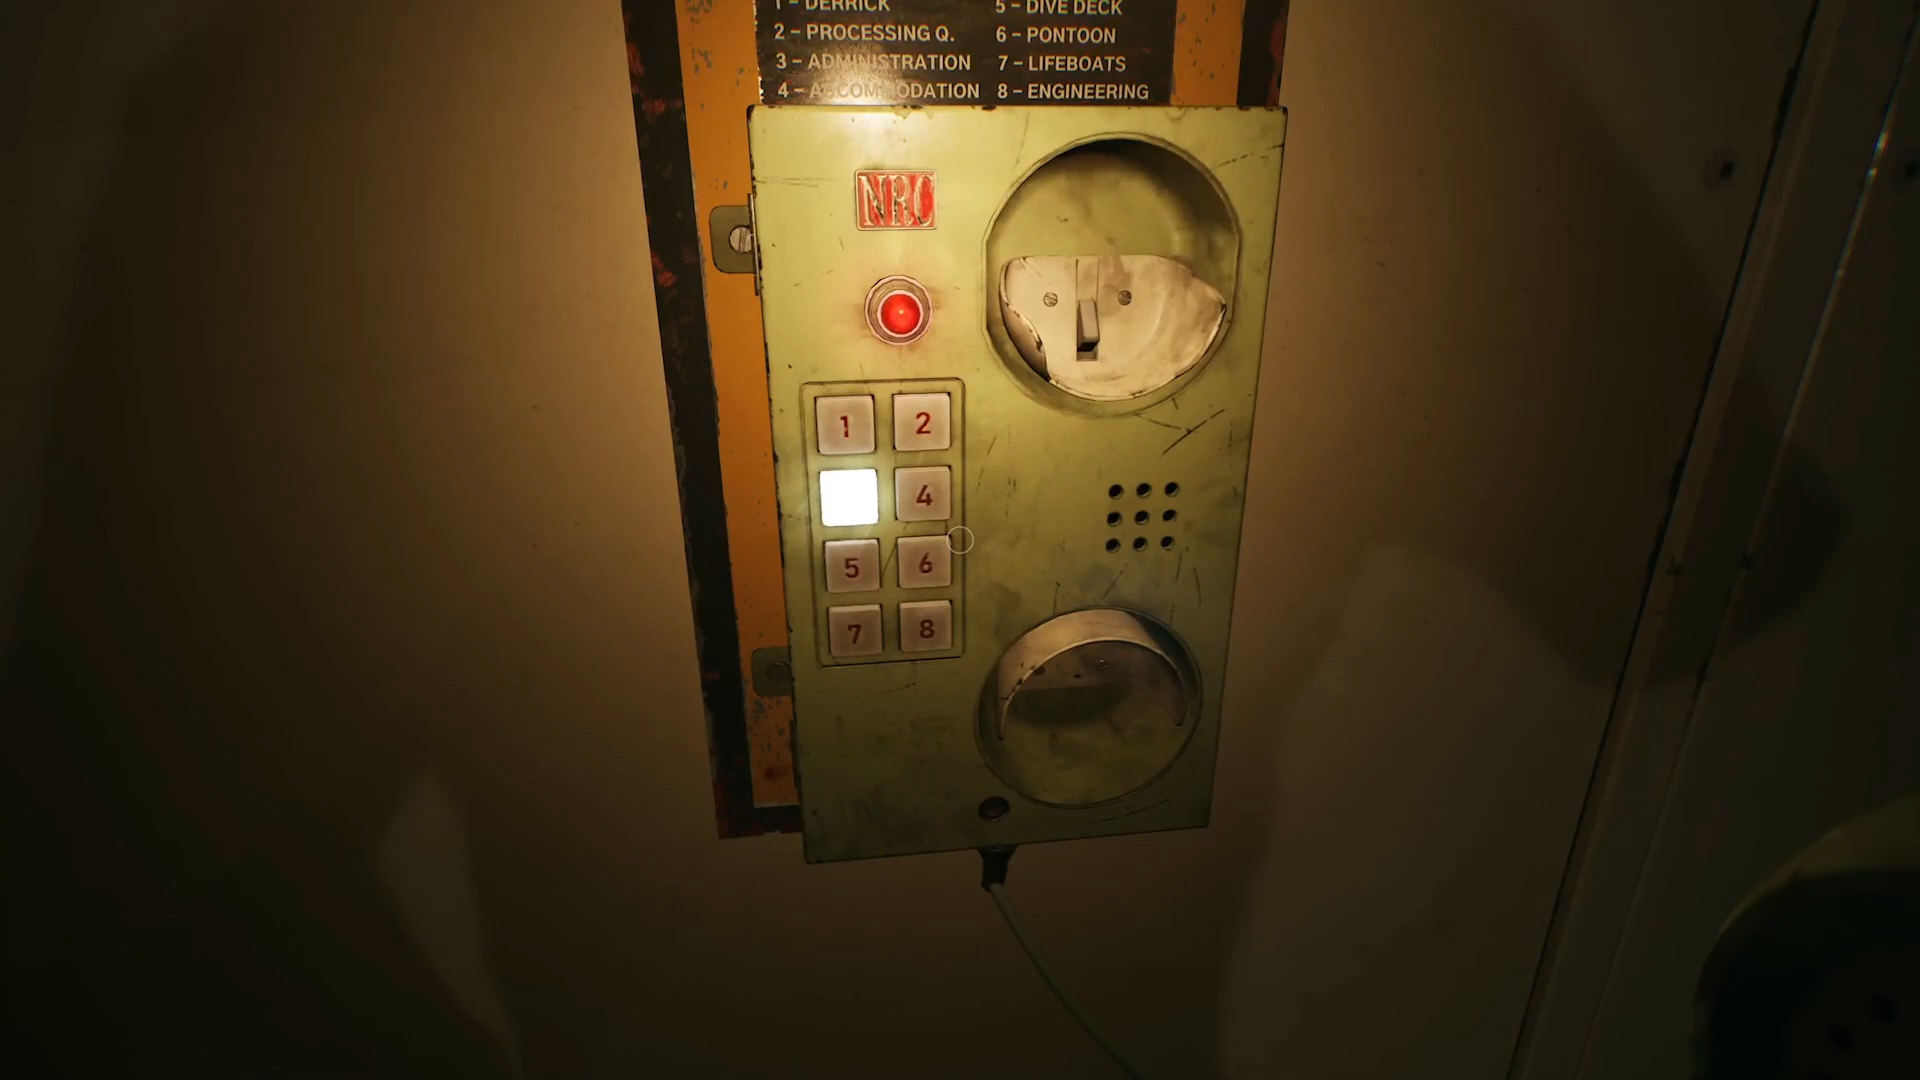 1 – DERRICK 5 – DIVE DECK
2 – PROCESSING Q. 6 – PONTOON
3 – ADMINISTRATION 7 – LIFEBOATS
4 – ACCOMMODATION 8 – ENGINEERING
NRC
1 2
4
5 6
7 8